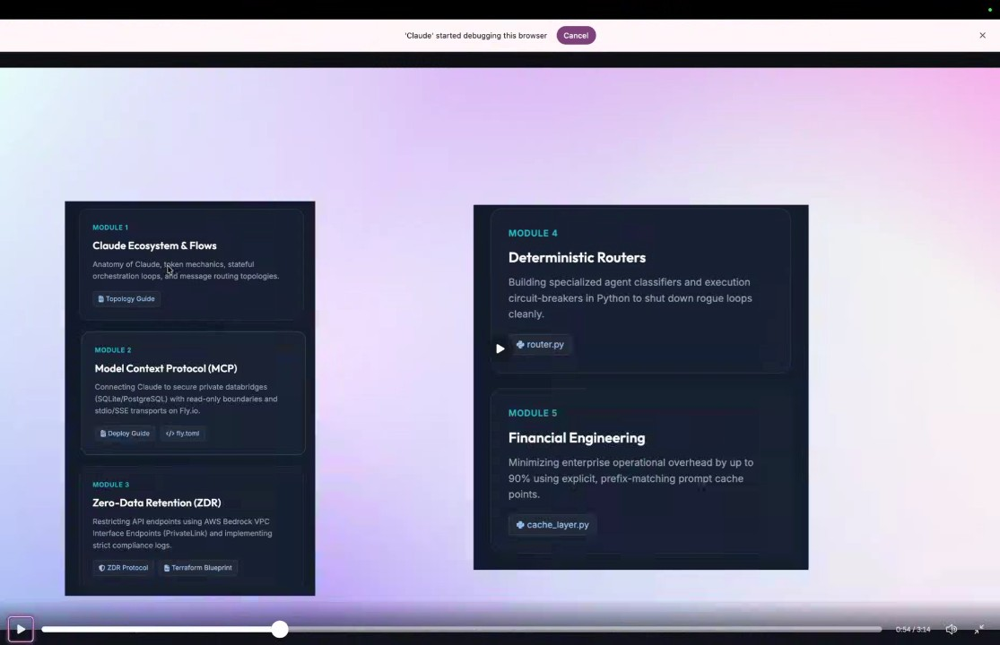 'Claude' started debugging this browser
Cancel
MODULE 1
Claude Ecosystem & Flows
Anatomy of Claude, token mechanics, stateful
orchestration loops, and message routing topologies.
Topology Guide
MODULE 2
Model Context Protocol (MCP)
Connecting Claude to secure private databridges
(SQLite/PostgreSQL) with read-only boundaries and
stdio/SSE transports on Fly.io.
Deploy Guide
</> fly.toml
MODULE 3
Zero-Data Retention (ZDR)
Restricting API endpoints using AWS Bedrock VPC
Interface Endpoints (PrivateLink) and implementing
strict compliance logs.
ZDR Protocol
Terraform Blueprint
MODULE 4
Deterministic Routers
Building specialized agent classifiers and execution
circuit-breakers in Python to shut down rogue loops
cleanly.
router.py
MODULE 5
Financial Engineering
Minimizing enterprise operational overhead by up to
90% using explicit, prefix-matching prompt cache
points.
cache_layer.py
0:54 / 3:14